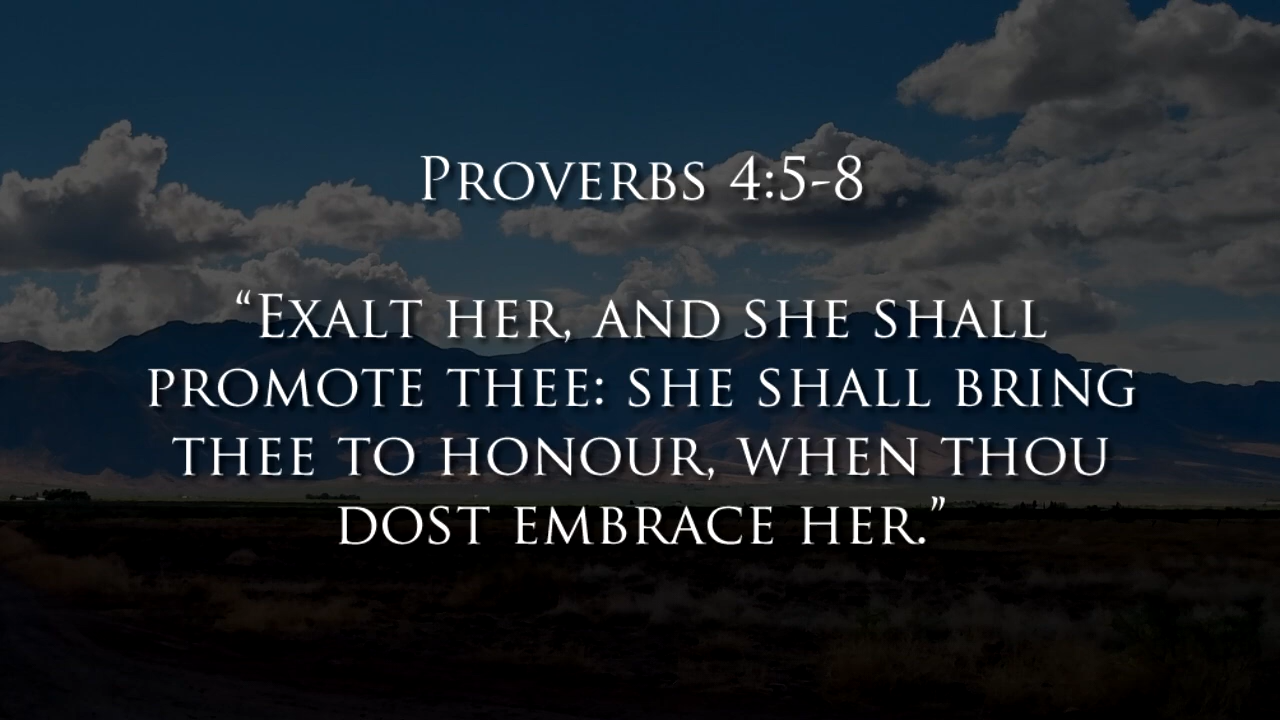 Proverbs 4:5-8
“Exalt her, and she shall
promote thee: she shall bring
thee to honour, when thou
dost embrace her.”